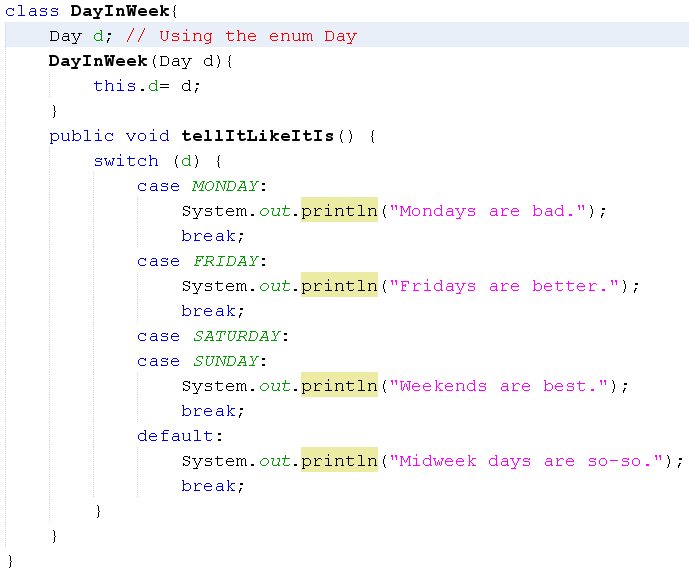 class DayInWeek{
    Day d; // Using the enum Day
    DayInWeek(Day d){
        this.d= d;
    }
    public void tellItLikeItIs() {
        switch (d) {
            case MONDAY:
                System.out.println("Mondays are bad.");
                break;
            case FRIDAY:
                System.out.println("Fridays are better.");
                break;
            case SATURDAY:
            case SUNDAY:
                System.out.println("Weekends are best.");
                break;
            default:
                System.out.println("Midweek days are so-so.");
                break;
        }
    }
}